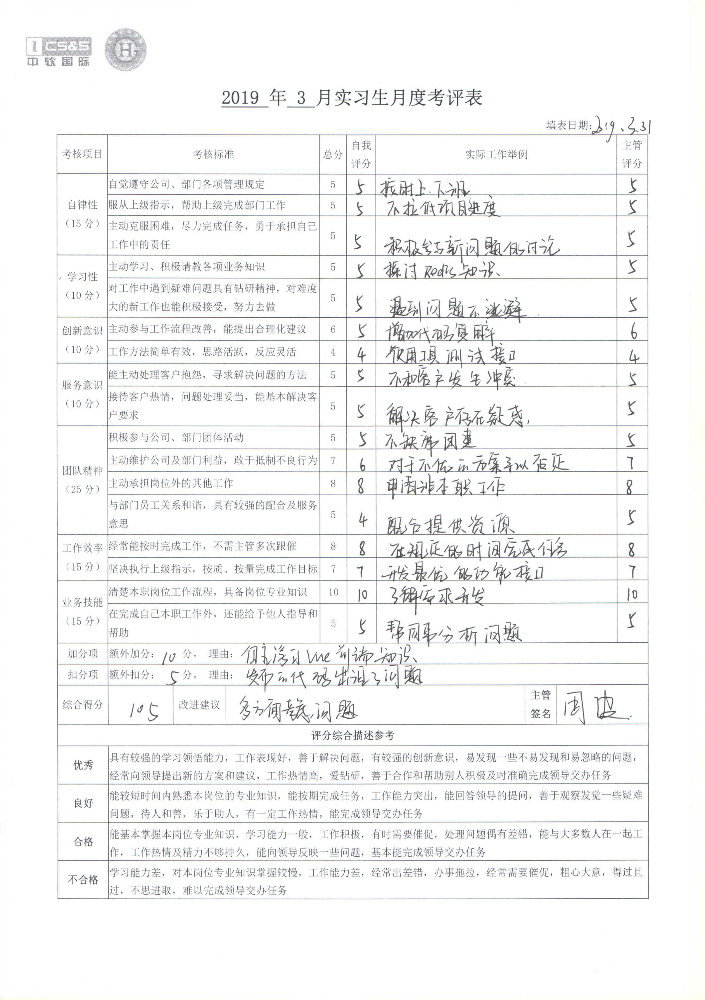 I CS&S
中软国际
H
2019 年 3 月实习生月度考评表
填表日期:2019.3.31
考核项目 考核标准 总分 自我评分 实际工作举例 主管评分
自律性（15 分）
自觉遵守公司、部门各项管理规定 5 5 按时上.下班 5
服从上级指示，帮助上级完成部门工作 5 5 不拉低项目进度 5
主动克服困难，尽力完成任务，勇于承担自己
工作中的责任 5 5 积极参与新问题的讨论 5
学习性（10 分）
主动学习、积极请教各项业务知识 5 5 探讨Redis知识、 5
对工作中遇到疑难问题具有钻研精神，对难度
大的新工作也能积极接受，努力去做 5 5 遇到问题不逃避. 5
创新意识（10 分）
主动参与工作流程改善，能提出合理化建议 6 5 增加代码复用率 6
工作方法简单有效，思路活跃，反应灵活 4 4 使用工具测试接口 4
服务意识（10 分）
能主动处理客户抱怨，寻求解决问题的方法 5 5 不和客户发生冲突 5
接待客户热情，问题处理妥当，能基本解决客
户要求 5 5 解决客户存在疑惑, 5
团队精神（25 分）
积极参与公司、部门团体活动 5 5 不缺席团建 5
主动维护公司及部门利益，敢于抵制不良行为 7 6 对于不优的方案予以否定 7
主动承担岗位外的其他工作 8 8 申请非本职工作 8
与部门员工关系和谐，具有较强的配合及服务
意思 5 4 配合提供资源 5
工作效率（15 分）
经常能按时完成工作，不需主管多次跟催 8 8 在规定的时间完成任务 8
坚决执行上级指示，按质、按量完成工作目标 7 7 开发最优的功能接口 7
业务技能（15 分）
清楚本职岗位工作流程，具备岗位专业知识 10 10 了解需求开发 10
在完成自己本职工作外，还能给予他人指导和
帮助 5 5 帮同事分析问题 5
加分项 额外加分： 10 分。 理由： 自主学习Vue前端知识、
扣分项 额外扣分： 5 分。 理由： 发布的代码出现了问题
综合得分 105 改进建议 多方面考虑问题 主管签名 周波.
评分综合描述参考
优秀 具有较强的学习领悟能力，工作表现好，善于解决问题，有较强的创新意识，易发现一些不易发现和易忽略的问题，
经常向领导提出新的方案和建议，工作热情高，爱钻研，善于合作和帮助别人积极及时准确完成领导交办任务
良好 能较短时间内熟悉本岗位的专业知识，能按期完成任务，工作能力突出，能回答领导的提问，善于观察发觉一些疑难
问题，待人和善，乐于助人，有一定工作热情，能完成领导交办任务
合格 能基本掌握本岗位专业知识，学习能力一般，工作积极，有时需要催促，处理问题偶有差错，能与大多数人在一起工
作，工作热情及精力不够持久，能向领导反映一些问题，基本能完成领导交办任务
不合格 学习能力差，对本岗位专业知识掌握较慢，工作能力差，经常出差错，办事拖拉，经常需要催促，粗心大意，得过且
过，不思进取，难以完成领导交办任务